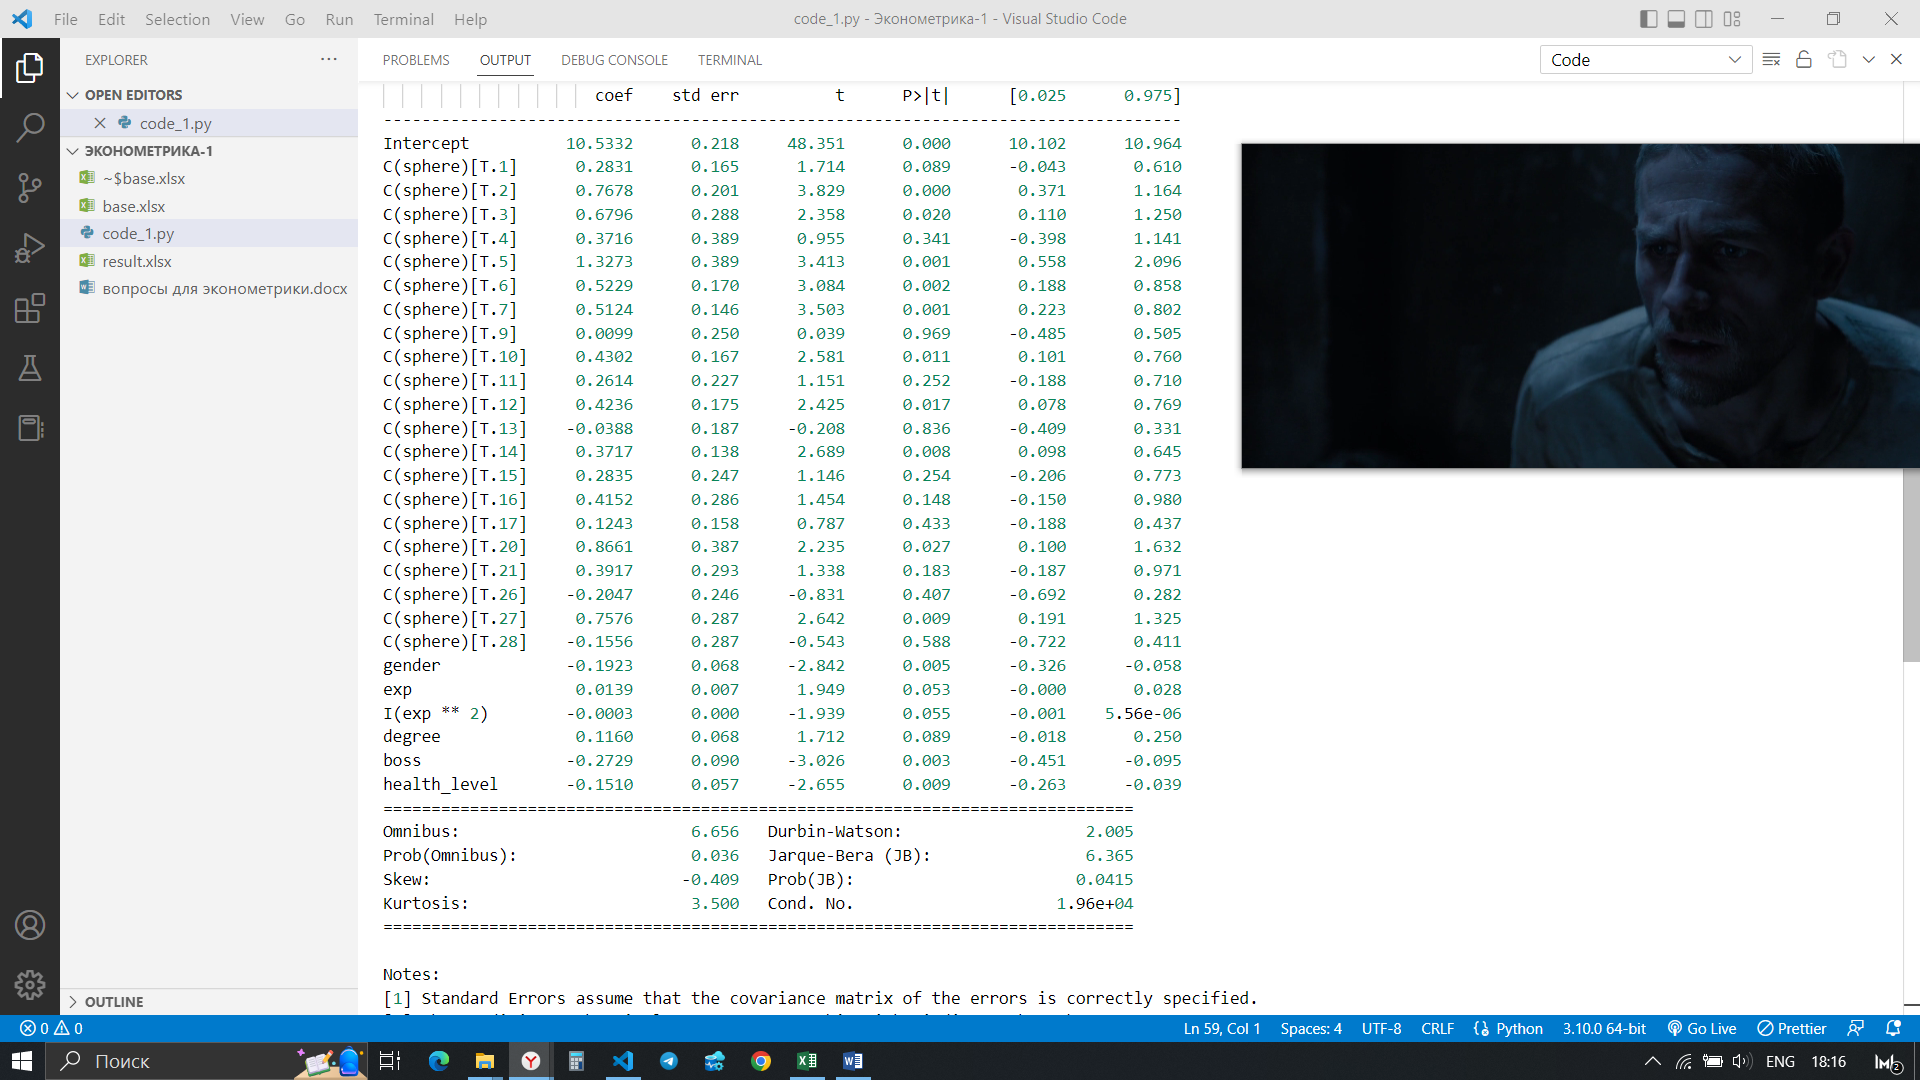 File Edit Selection View Go Run Terminal Help
code_1.py - Эконометрика-1 - Visual Studio Code
EXPLORER
OPEN EDITORS
code_1.py
ЭКОНОМЕТРИКА-1
~$base.xlsx
base.xlsx
code_1.py
result.xlsx
вопросы для эконометрики.docx
OUTLINE
PROBLEMS OUTPUT DEBUG CONSOLE TERMINAL
Code
coef std err t P>|t| [0.025 0.975]
-----------------------------------------------------------------------------------
Intercept 10.5332 0.218 48.351 0.000 10.102 10.964
C(sphere)[T.1] 0.2831 0.165 1.714 0.089 -0.043 0.610
C(sphere)[T.2] 0.7678 0.201 3.829 0.000 0.371 1.164
C(sphere)[T.3] 0.6796 0.288 2.358 0.020 0.110 1.250
C(sphere)[T.4] 0.3716 0.389 0.955 0.341 -0.398 1.141
C(sphere)[T.5] 1.3273 0.389 3.413 0.001 0.558 2.096
C(sphere)[T.6] 0.5229 0.170 3.084 0.002 0.188 0.858
C(sphere)[T.7] 0.5124 0.146 3.503 0.001 0.223 0.802
C(sphere)[T.9] 0.0099 0.250 0.039 0.969 -0.485 0.505
C(sphere)[T.10] 0.4302 0.167 2.581 0.011 0.101 0.760
C(sphere)[T.11] 0.2614 0.227 1.151 0.252 -0.188 0.710
C(sphere)[T.12] 0.4236 0.175 2.425 0.017 0.078 0.769
C(sphere)[T.13] -0.0388 0.187 -0.208 0.836 -0.409 0.331
C(sphere)[T.14] 0.3717 0.138 2.689 0.008 0.098 0.645
C(sphere)[T.15] 0.2835 0.247 1.146 0.254 -0.206 0.773
C(sphere)[T.16] 0.4152 0.286 1.454 0.148 -0.150 0.980
C(sphere)[T.17] 0.1243 0.158 0.787 0.433 -0.188 0.437
C(sphere)[T.20] 0.8661 0.387 2.235 0.027 0.100 1.632
C(sphere)[T.21] 0.3917 0.293 1.338 0.183 -0.187 0.971
C(sphere)[T.26] -0.2047 0.246 -0.831 0.407 -0.692 0.282
C(sphere)[T.27] 0.7576 0.287 2.642 0.009 0.191 1.325
C(sphere)[T.28] -0.1556 0.287 -0.543 0.588 -0.722 0.411
gender -0.1923 0.068 -2.842 0.005 -0.326 -0.058
exp 0.0139 0.007 1.949 0.053 -0.000 0.028
I(exp ** 2) -0.0003 0.000 -1.939 0.055 -0.001 5.56e-06
degree 0.1160 0.068 1.712 0.089 -0.018 0.250
boss -0.2729 0.090 -3.026 0.003 -0.451 -0.095
health_level -0.1510 0.057 -2.655 0.009 -0.263 -0.039
==============================================================================
Omnibus: 6.656 Durbin-Watson: 2.005
Prob(Omnibus): 0.036 Jarque-Bera (JB): 6.365
Skew: -0.409 Prob(JB): 0.0415
Kurtosis: 3.500 Cond. No. 1.96e+04
==============================================================================
Notes:
[1] Standard Errors assume that the covariance matrix of the errors is correctly specified.
0 0
Ln 59, Col 1 Spaces: 4 UTF-8 CRLF Python 3.10.0 64-bit Go Live Prettier
Поиск
ENG 18:16